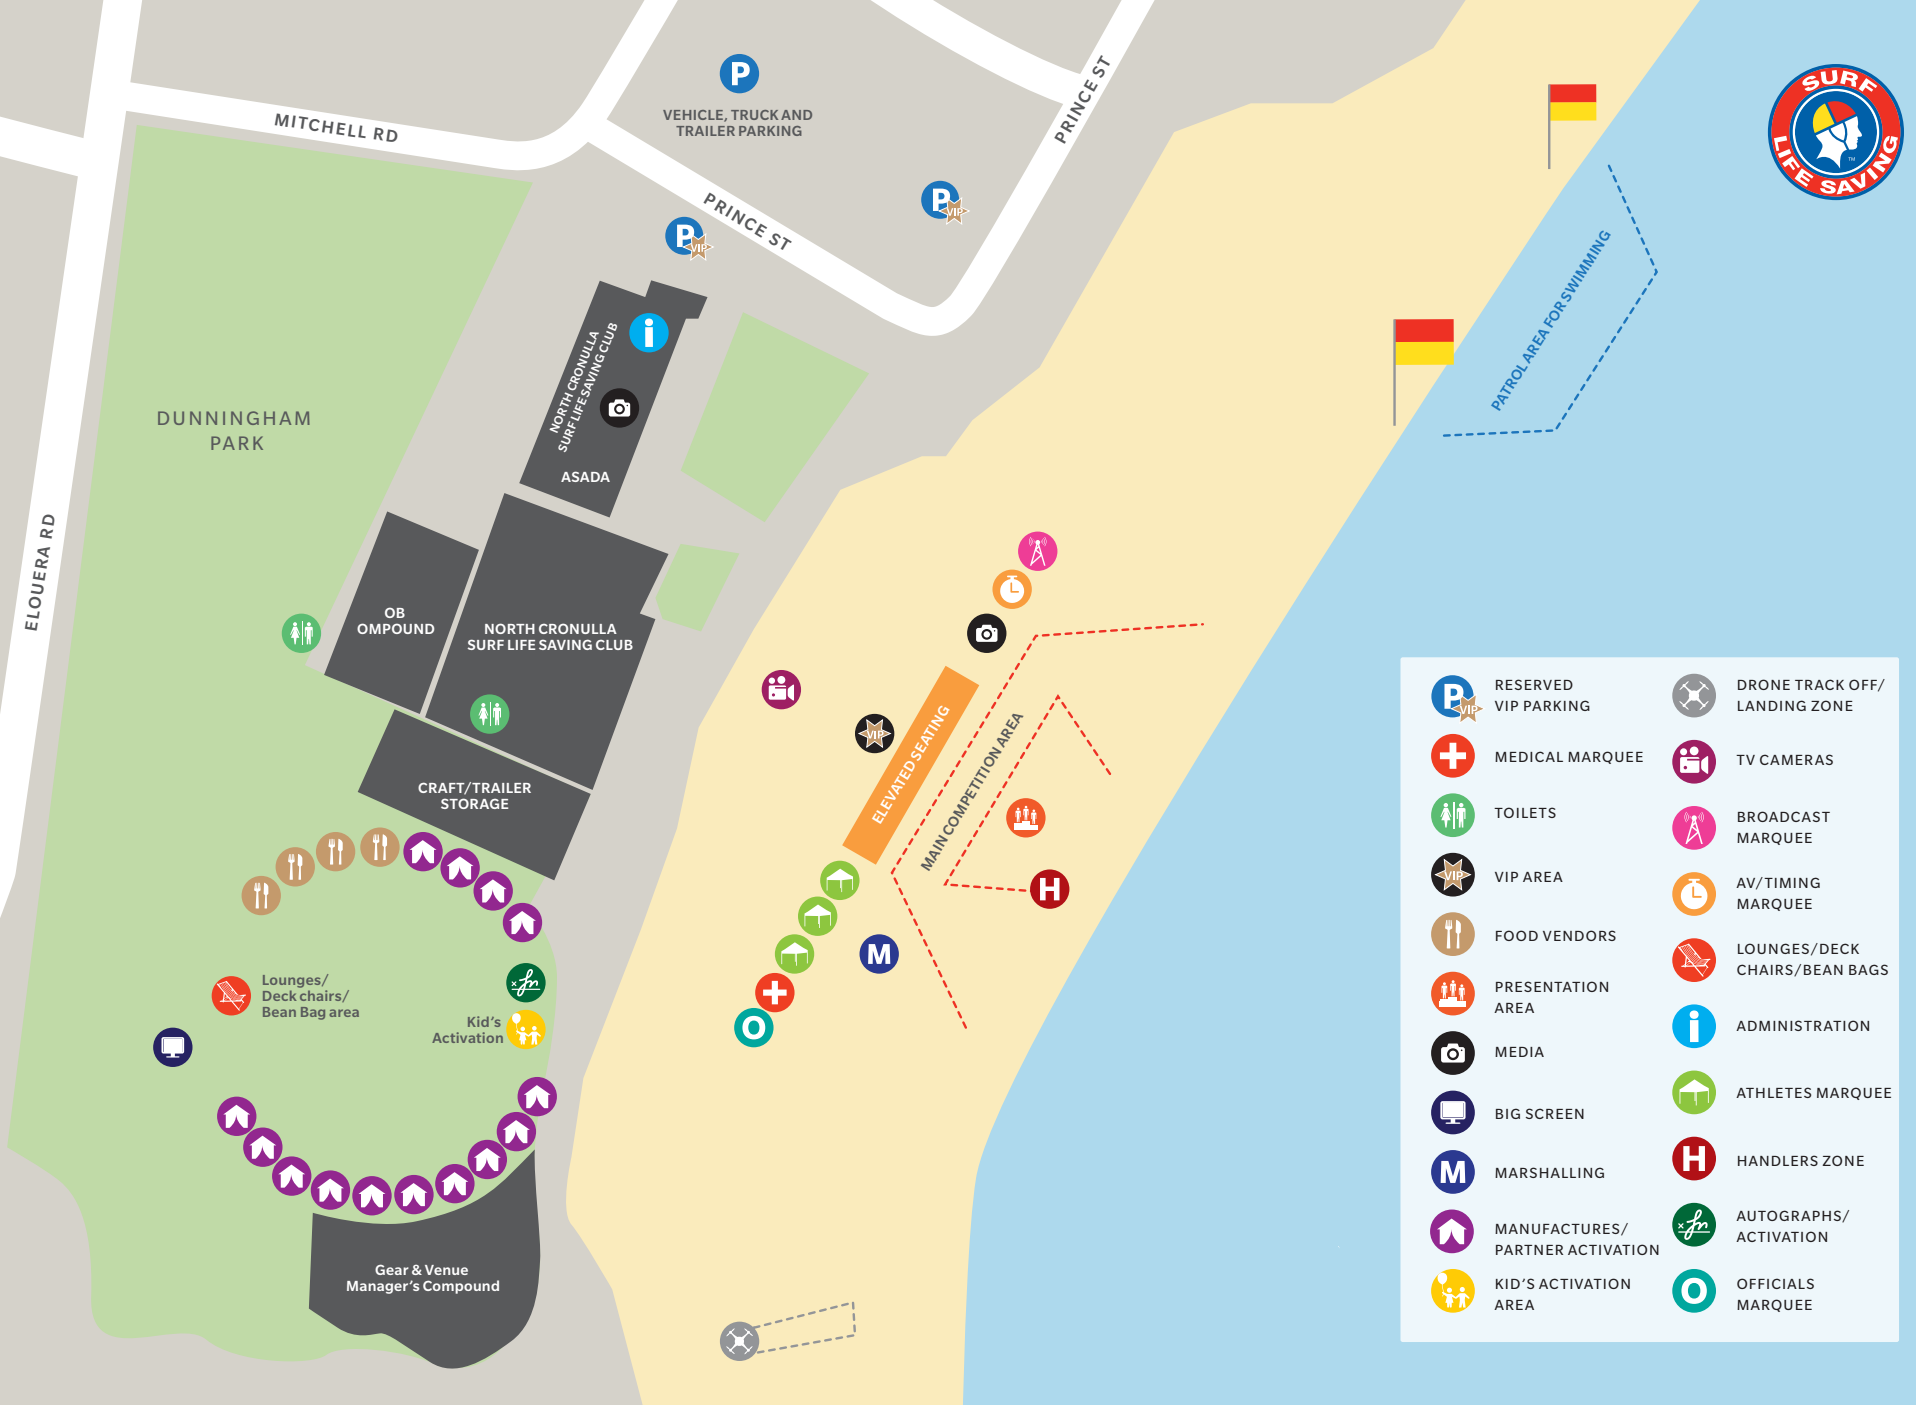 MITCHELL RD
P
VEHICLE, TRUCK AND
TRAILER PARKING
PRINCE ST
PRINCE ST
P
VIP
P
VIP
SURF
LIFE SAVING
TM
PATROL AREA FOR SWIMMING
DUNNINGHAM
PARK
ELOUERA RD
NORTH CRONULLA
SURF LIFE SAVING CLUB
i
ASADA
OB
OMPOUND
NORTH CRONULLA
SURF LIFE SAVING CLUB
CRAFT/TRAILER
STORAGE
VIP
ELEVATED SEATING
MAIN COMPETITION AREA
H
M
O
Lounges/
Deck chairs/
Bean Bag area
Kid's
Activation
Gear & Venue
Manager's Compound
P
VIP
RESERVED
VIP PARKING
MEDICAL MARQUEE
TOILETS
VIP
VIP AREA
FOOD VENDORS
PRESENTATION
AREA
MEDIA
BIG SCREEN
M
MARSHALLING
MANUFACTURES/
PARTNER ACTIVATION
KID'S ACTIVATION
AREA
DRONE TRACK OFF/
LANDING ZONE
TV CAMERAS
BROADCAST
MARQUEE
AV/TIMING
MARQUEE
LOUNGES/DECK
CHAIRS/BEAN BAGS
i
ADMINISTRATION
ATHLETES MARQUEE
H
HANDLERS ZONE
AUTOGRAPHS/
ACTIVATION
O
OFFICIALS
MARQUEE